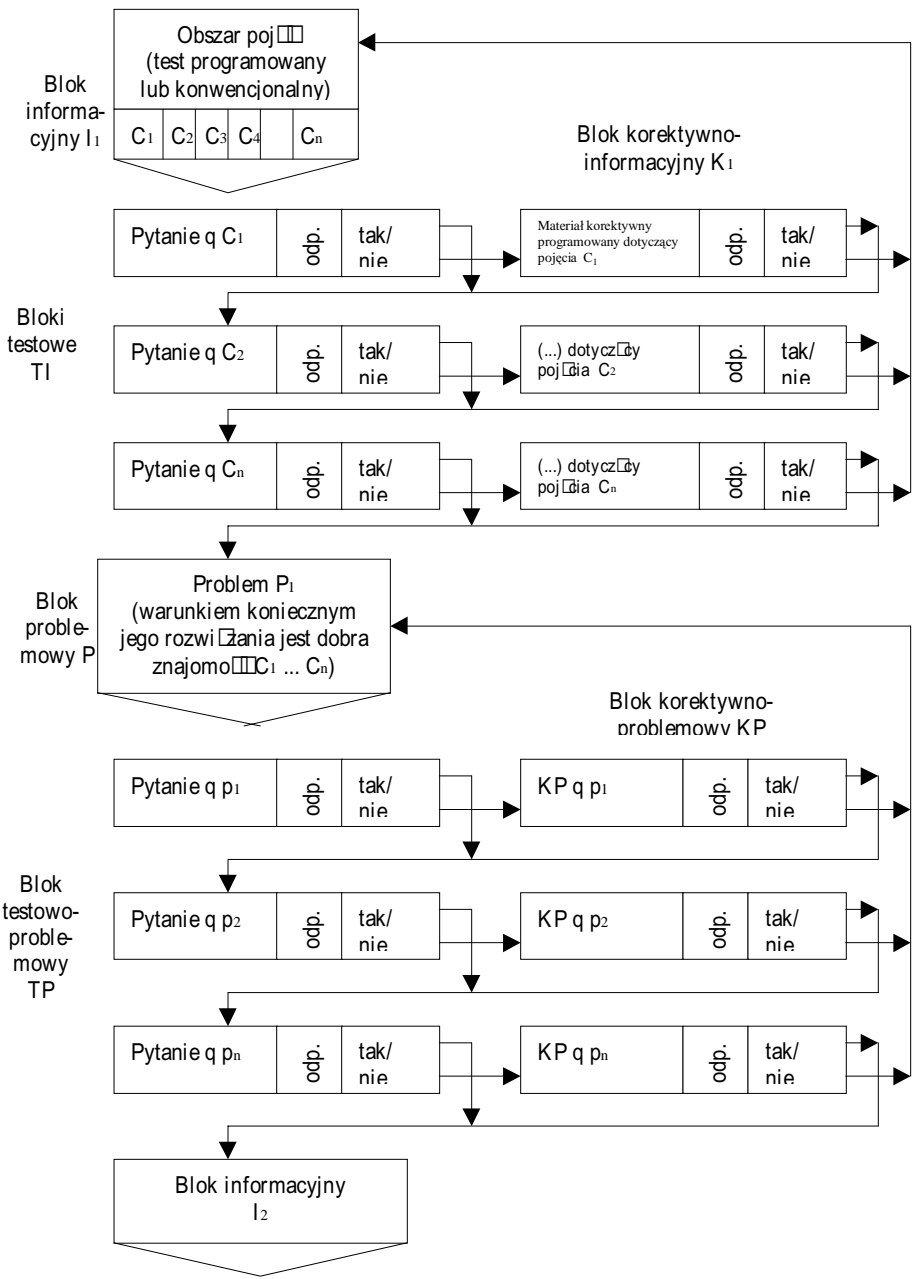 Obszar poj
(test programowany
lub konwencjonalny)
Blok
informa-
cyjny I1
C1 C2 C3 C4 Cn
Blok korektywno-
informacyjny K1
Pytanie q C1
odp.
tak/
nie
Materiał korektywny
programowany dotyczący
pojęcia C1
odp.
tak/
nie
Bloki
testowe
TI
Pytanie q C2
odp.
tak/
nie
(...)
C2
odp.
tak/
nie
Pytanie q Cn
odp.
tak/
nie
(...)
Cn
odp.
tak/
nie
Blok
proble-
mowy P
Problem P1
(warunkiem koniecznym
jego jest dobra
C1 ... Cn)
Blok korektywno-
problemowy KP
Pytanie q p1
odp.
tak/
nie
KP q p1
odp.
tak/
nie
Blok
testowo-
proble-
mowy
TP
Pytanie q p2
odp.
tak/
nie
KP q p2
odp.
tak/
nie
Pytanie q pn
odp.
tak/
nie
KP q pn
odp.
tak/
nie
Blok informacyjny
I2